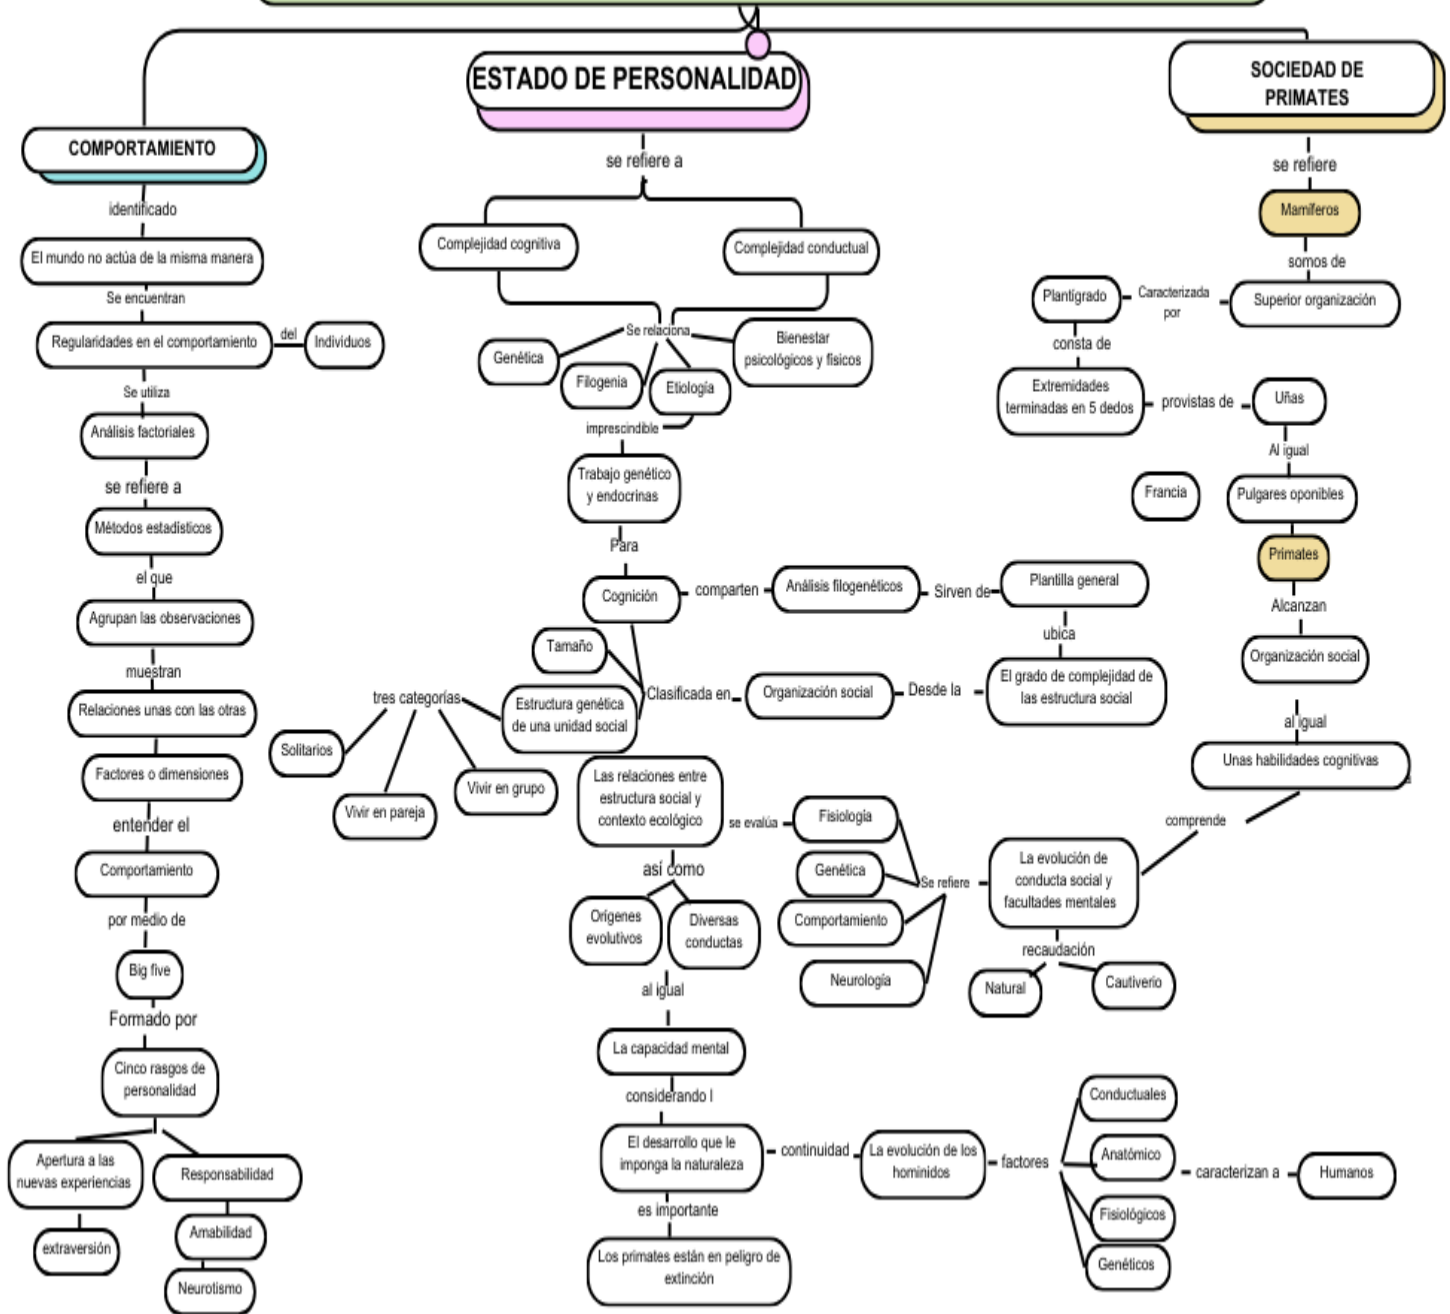 COMPORTAMIENTO
identificado
El mundo no actúa de la misma manera
Se encuentran
Regularidades en el comportamiento
del
Individuos
Se utiliza
Análisis factoriales
se refiere a
Métodos estadísticos
el que
Agrupan las observaciones
muestran
Relaciones unas con las otras
Factores o dimensiones
entender el
Comportamiento
por medio de
Big five
Formado por
Cinco rasgos de
personalidad
Apertura a las
nuevas experiencias
extraversión
Responsabilidad
Amabilidad
Neurotismo
ESTADO DE PERSONALIDAD
se refiere a
Complejidad cognitiva
Complejidad conductual
Se relaciona
Genética
Filogenia
Etiología
Bienestar
psicológicos y físicos
imprescindible
Trabajo genético
y endocrinas
Para
Cognición
comparten
Análisis filogenéticos
Sirven de
Plantilla general
ubica
El grado de complejidad de
las estructura social
Desde la
Organización social
Clasificada en
Tamaño
Estructura genética
de una unidad social
tres categorías
Solitarios
Vivir en pareja
Vivir en grupo
Las relaciones entre
estructura social y
contexto ecológico
se evalúa
Fisiología
Genética
Comportamiento
Neurología
Se refiere
así como
Orígenes
evolutivos
Diversas
conductas
al igual
La capacidad mental
considerando l
El desarrollo que le
imponga la naturaleza
continuidad
La evolución de los
hominidos
factores
Conductuales
Anatómico
Fisiológicos
Genéticos
caracterizan a
Humanos
es importante
Los primates están en peligro de
extinción
SOCIEDAD DE
PRIMATES
se refiere
Mamíferos
somos de
Superior organización
Caracterizada
por
Plantígrado
consta de
Extremidades
terminadas en 5 dedos
provistas de
Uñas
Al igual
Pulgares oponibles
Francia
Primates
Alcanzan
Organización social
al igual
Unas habilidades cognitivas
comprende
La evolución de
conducta social y
facultades mentales
recaudación
Natural
Cautiverio